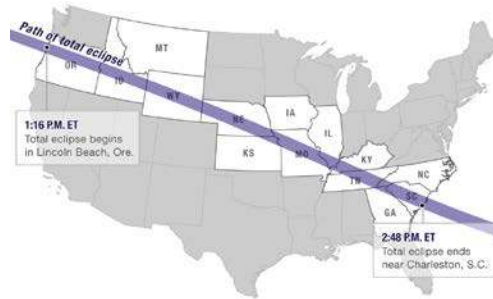 Path of total eclipse
MT
OR
ID
WY
IA
NE
IL
KS
MO
KY
TN
NC
SC
GA
1:16 P.M. ET
Total eclipse begins
in Lincoln Beach, Ore.
2:48 P.M. ET
Total eclipse ends
near Charleston, S.C.